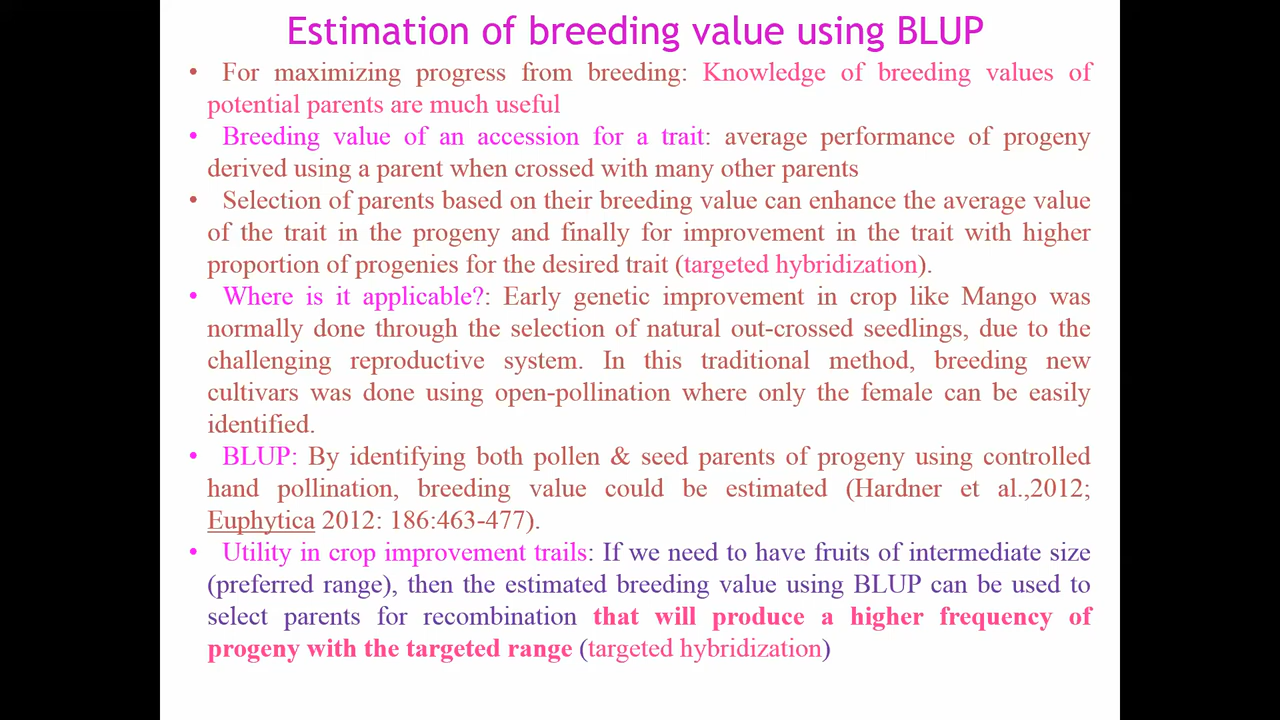 Estimation of breeding value using BLUP
• For maximizing progress from breeding: Knowledge of breeding values of
potential parents are much useful
• Breeding value of an accession for a trait: average performance of progeny
derived using a parent when crossed with many other parents
• Selection of parents based on their breeding value can enhance the average value
of the trait in the progeny and finally for improvement in the trait with higher
proportion of progenies for the desired trait (targeted hybridization).
• Where is it applicable?: Early genetic improvement in crop like Mango was
normally done through the selection of natural out-crossed seedlings, due to the
challenging reproductive system. In this traditional method, breeding new
cultivars was done using open-pollination where only the female can be easily
identified.
• BLUP: By identifying both pollen & seed parents of progeny using controlled
hand pollination, breeding value could be estimated (Hardner et al.,2012;
Euphytica 2012: 186:463-477).
• Utility in crop improvement trails: If we need to have fruits of intermediate size
(preferred range), then the estimated breeding value using BLUP can be used to
select parents for recombination that will produce a higher frequency of
progeny with the targeted range (targeted hybridization)